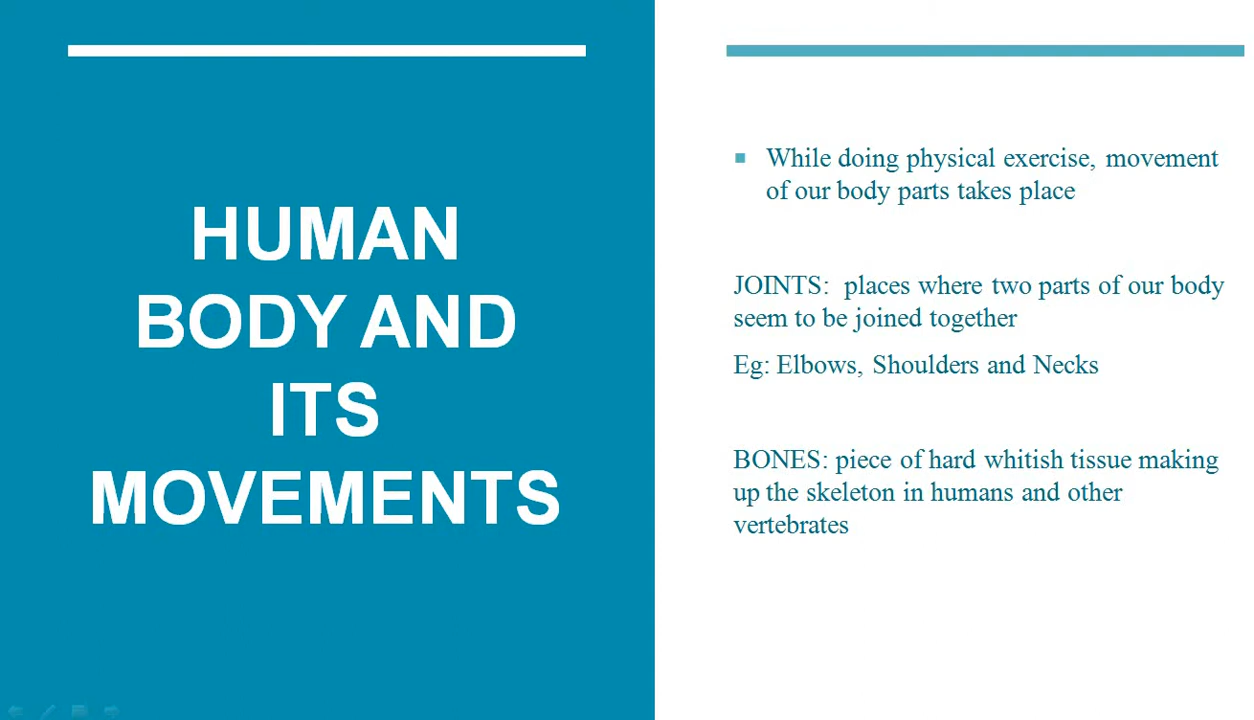 HUMAN
BODY AND
ITS
MOVEMENTS
While doing physical exercise, movement
of our body parts takes place
JOINTS: places where two parts of our body
seem to be joined together
Eg: Elbows, Shoulders and Necks
BONES: piece of hard whitish tissue making
up the skeleton in humans and other
vertebrates